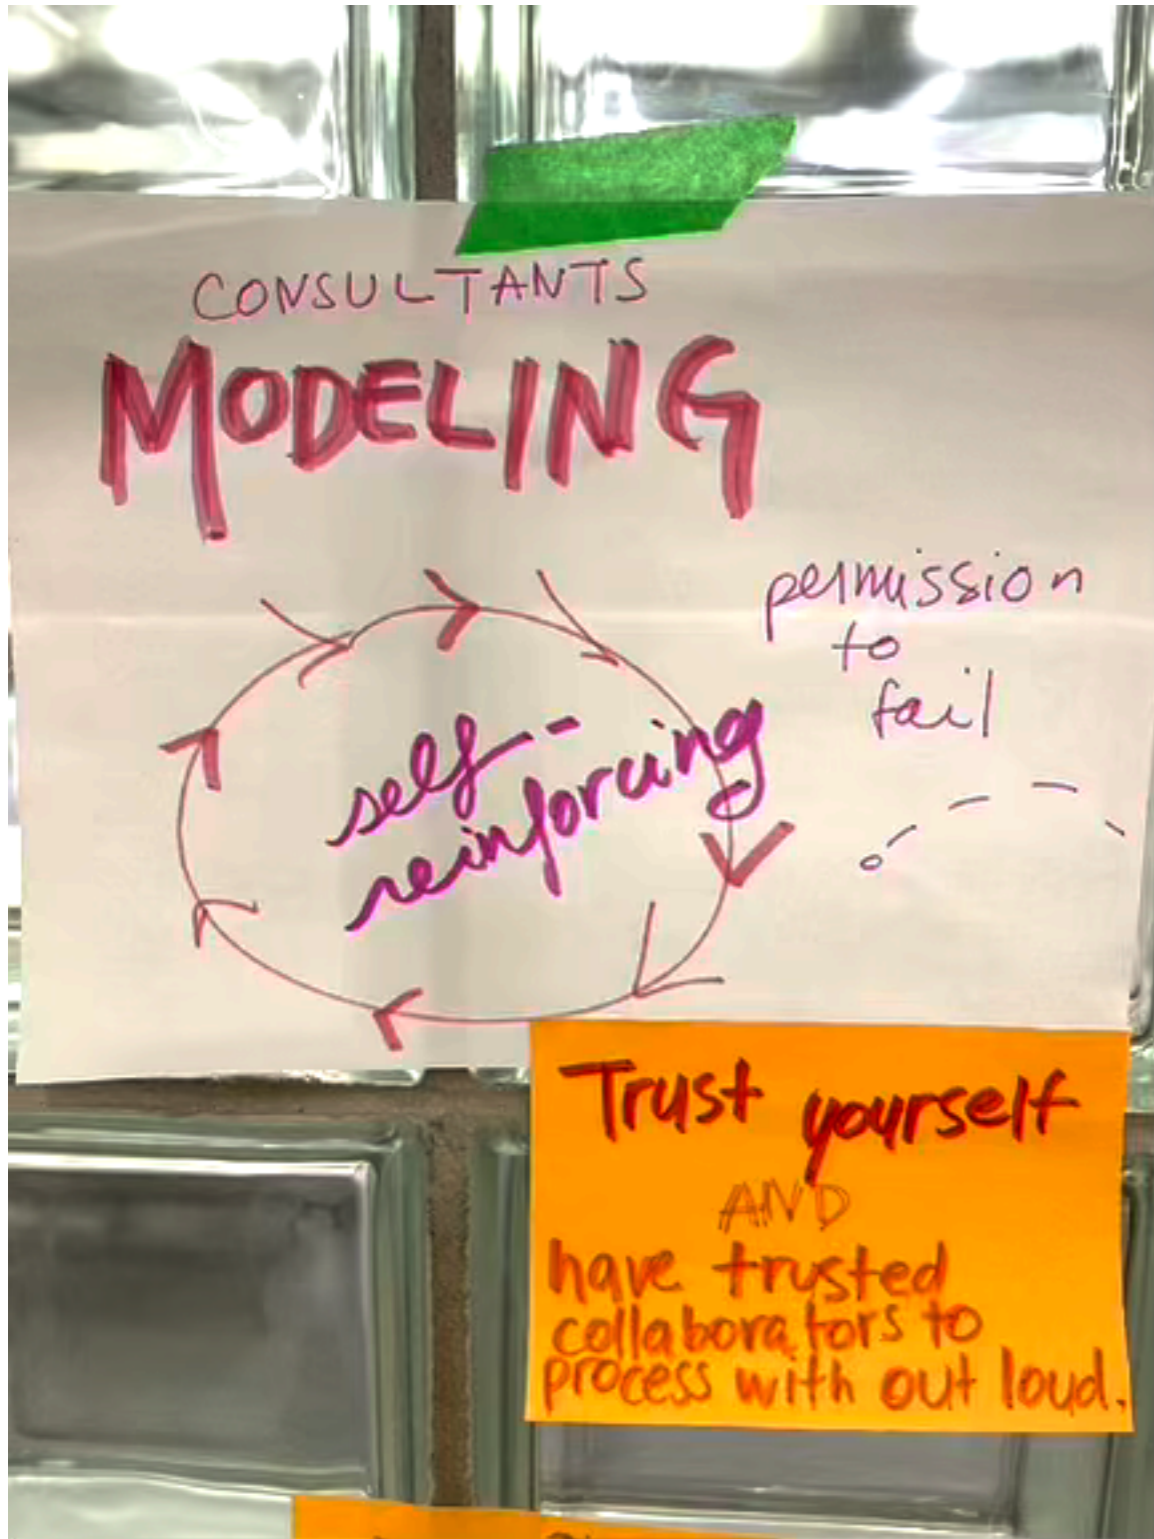 CONSULTANTS
MODELING
permission
to
fail
self-
reinforcing
Trust yourself
AND
have trusted
collaborators to
process with out loud.